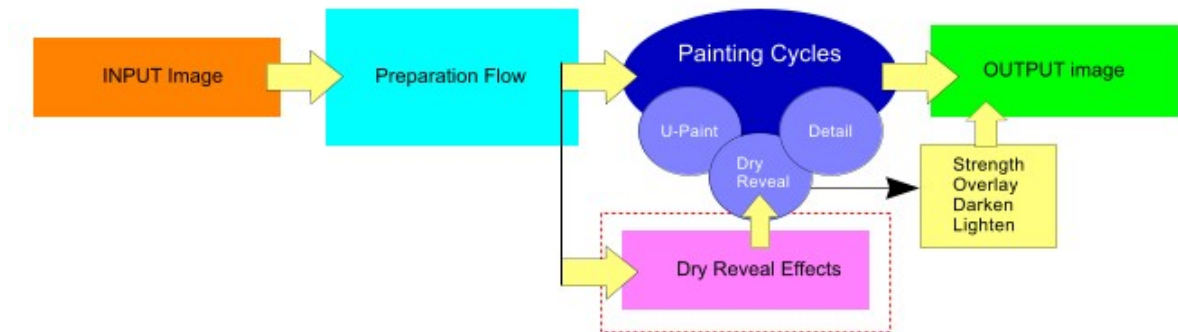 INPUT Image
Preparation Flow
Painting Cycles
OUTPUT image
U-Paint
Detail
Dry
Reveal
Strength
Overlay
Darken
Lighten
Dry Reveal Effects